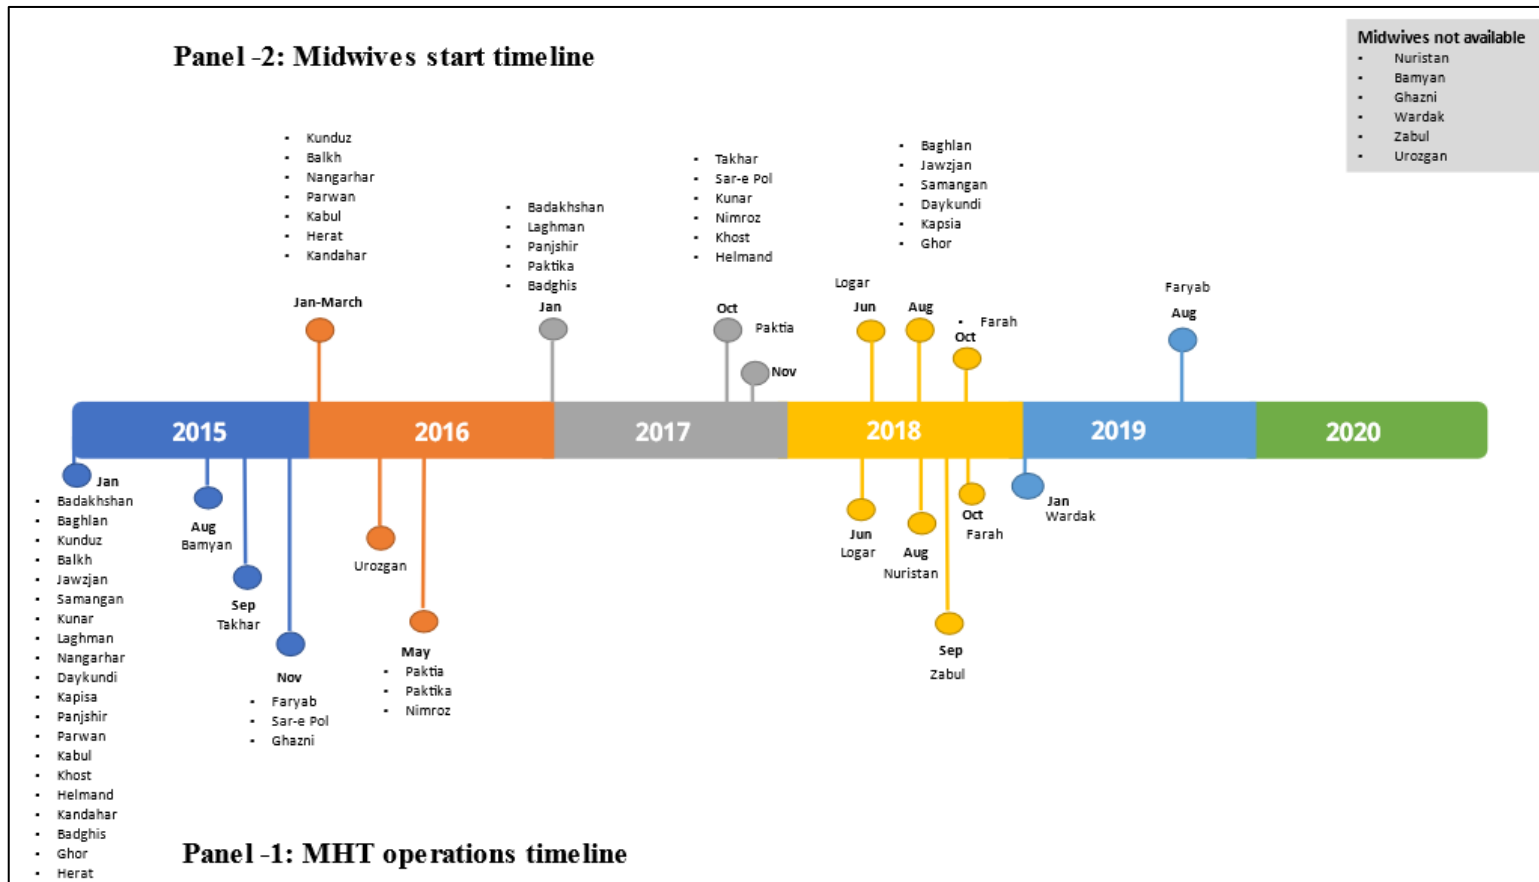 Panel -2: Midwives start timeline
Midwives not available
▪ Nuristan
▪ Bamyan
▪ Ghazni
▪ Wardak
▪ Zabul
▪ Urozgan
▪ Kunduz
▪ Balkh
▪ Nangarhar
▪ Parwan
▪ Kabul
▪ Herat
▪ Kandahar
Jan-March
▪ Badakhshan
▪ Laghman
▪ Panjshir
▪ Paktika
▪ Badghis
Jan
▪ Takhar
▪ Sar-e Pol
▪ Kunar
▪ Nimroz
▪ Khost
▪ Helmand
Oct
Paktia
Nov
Logar
Jun
▪ Baghlan
▪ Jawzjan
▪ Samangan
▪ Daykundi
▪ Kapsia
▪ Ghor
Aug
▪ Farah
Oct
Faryab
Aug
2015
2016
2017
2018
2019
2020
Jan
▪ Badakhshan
▪ Baghlan
▪ Kunduz
▪ Balkh
▪ Jawzjan
▪ Samangan
▪ Kunar
▪ Laghman
▪ Nangarhar
▪ Daykundi
▪ Kapisa
▪ Panjshir
▪ Parwan
▪ Kabul
▪ Khost
▪ Helmand
▪ Kandahar
▪ Badghis
▪ Ghor
▪ Herat
Aug
Bamyan
Sep
Takhar
Nov
▪ Faryab
▪ Sar-e Pol
▪ Ghazni
Urozgan
May
▪ Paktia
▪ Paktika
▪ Nimroz
Jun
Logar
Aug
Nuristan
Sep
Zabul
Oct
Farah
Jan
Wardak
Panel -1: MHT operations timeline